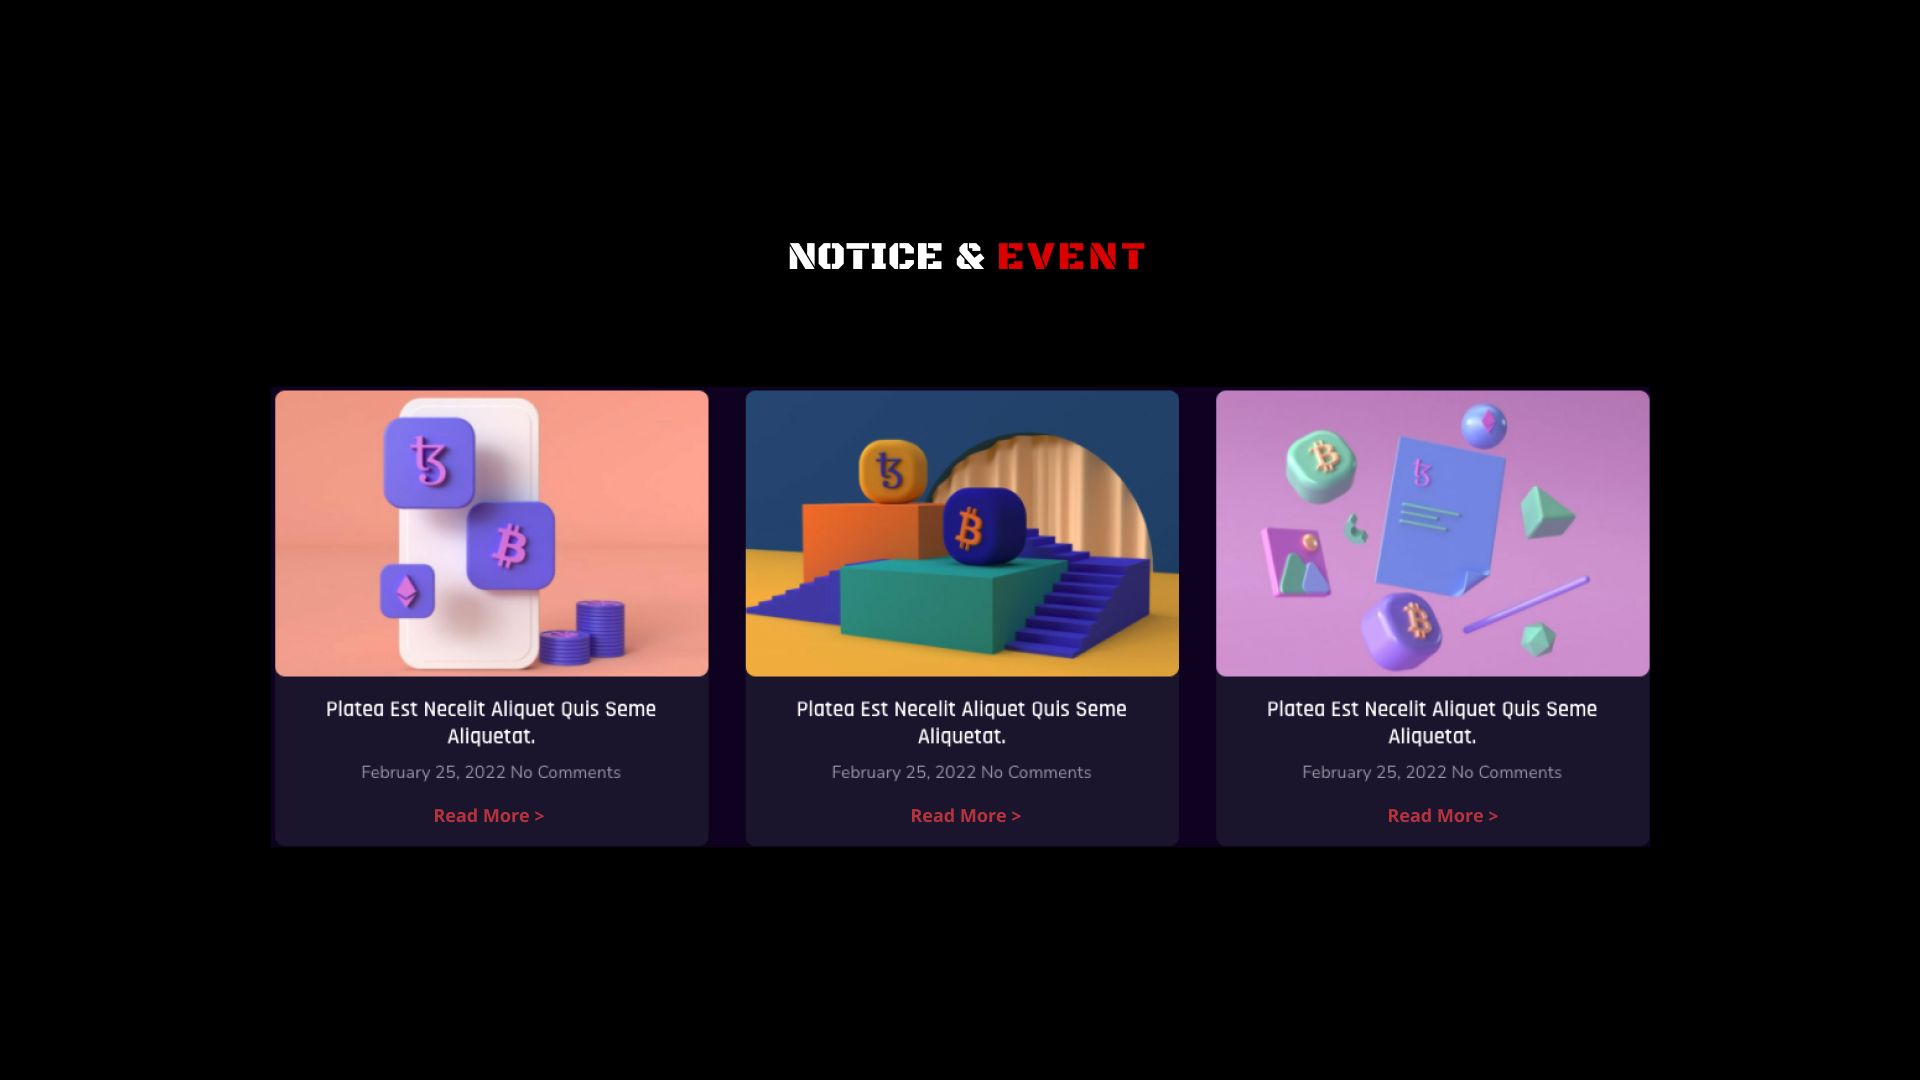 NOTICE & EVENT
Platea Est Necelit Aliquet Quis Seme
Aliquetat.
February 25, 2022 No Comments
Read More >
Platea Est Necelit Aliquet Quis Seme
Aliquetat.
February 25, 2022 No Comments
Read More >
Platea Est Necelit Aliquet Quis Seme
Aliquetat.
February 25, 2022 No Comments
Read More >